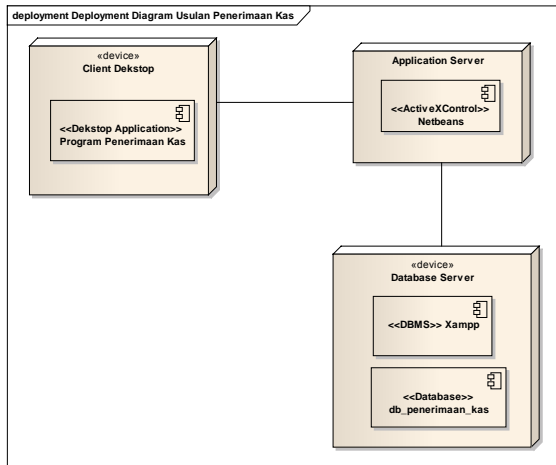 deployment Deployment Diagram Usulan Penerimaan Kas
«device»
Client Dekstop
<<Dekstop Application>>
Program Penerimaan Kas
Application Server
<<ActiveXControl>>
Netbeans
«device»
Database Server
<<DBMS>> Xampp
<<Database>>
db_penerimaan_kas